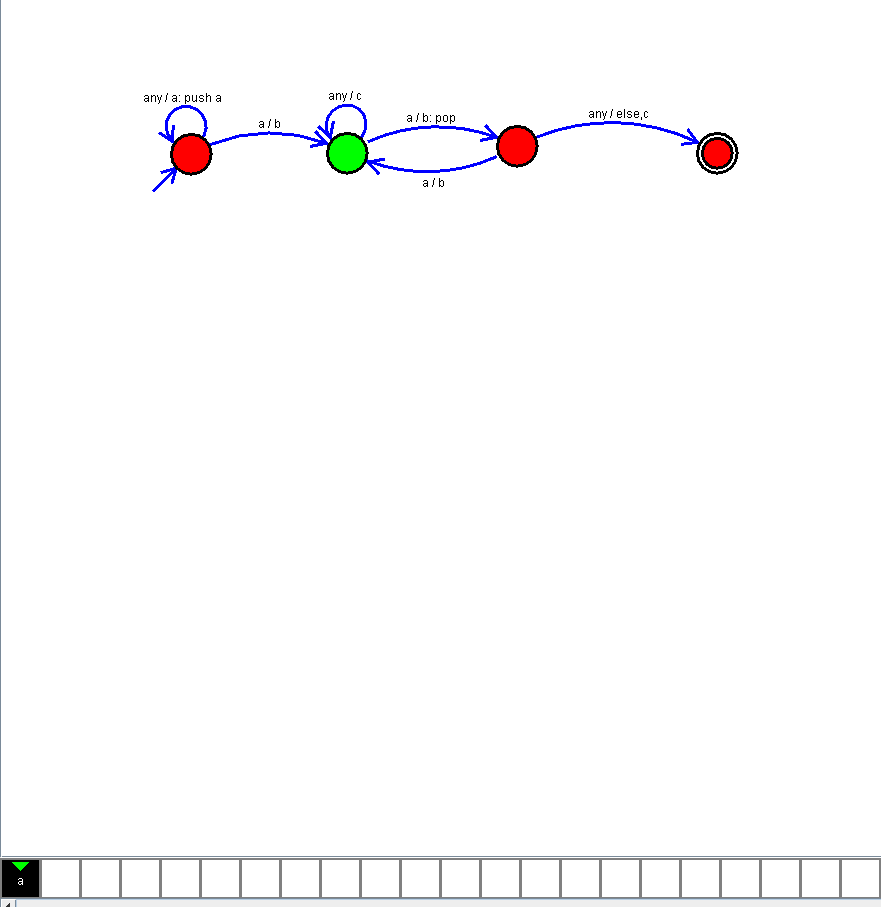 any / a: push a
a / b
any / c
a / b: pop
a / b
any / else,c
a